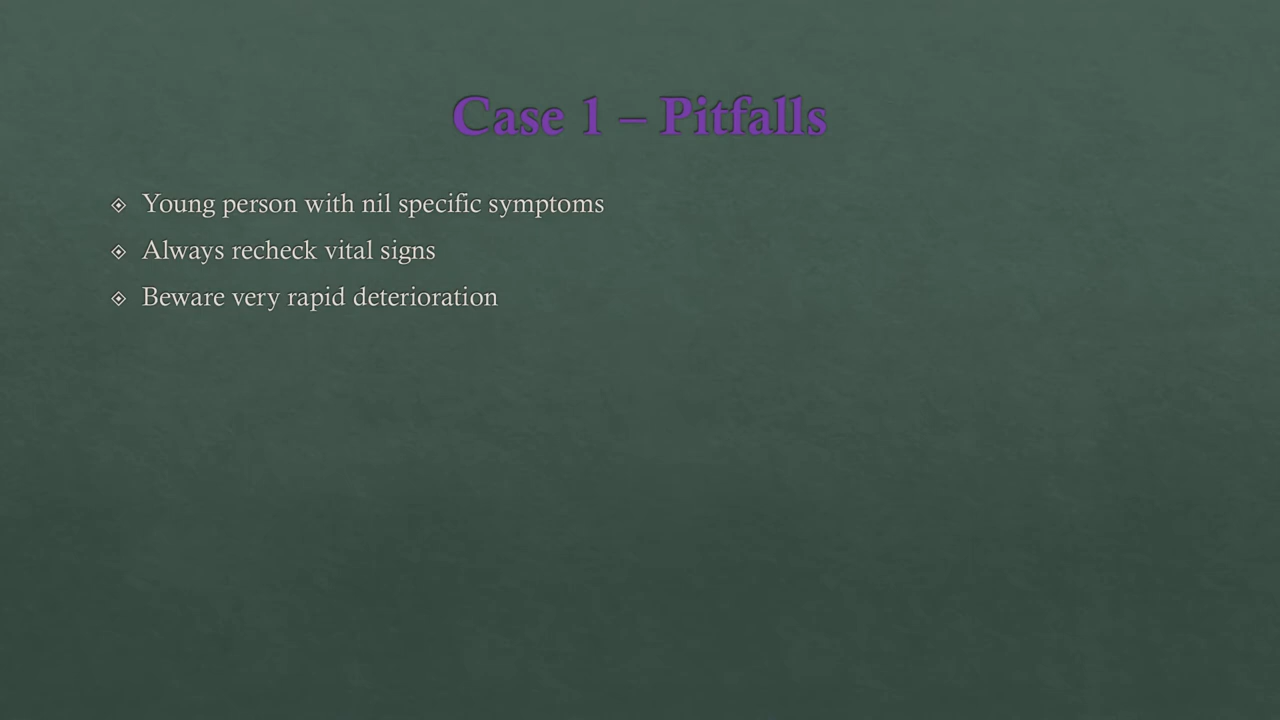 Case 1 – Pitfalls
Young person with nil specific symptoms
Always recheck vital signs
Beware very rapid deterioration